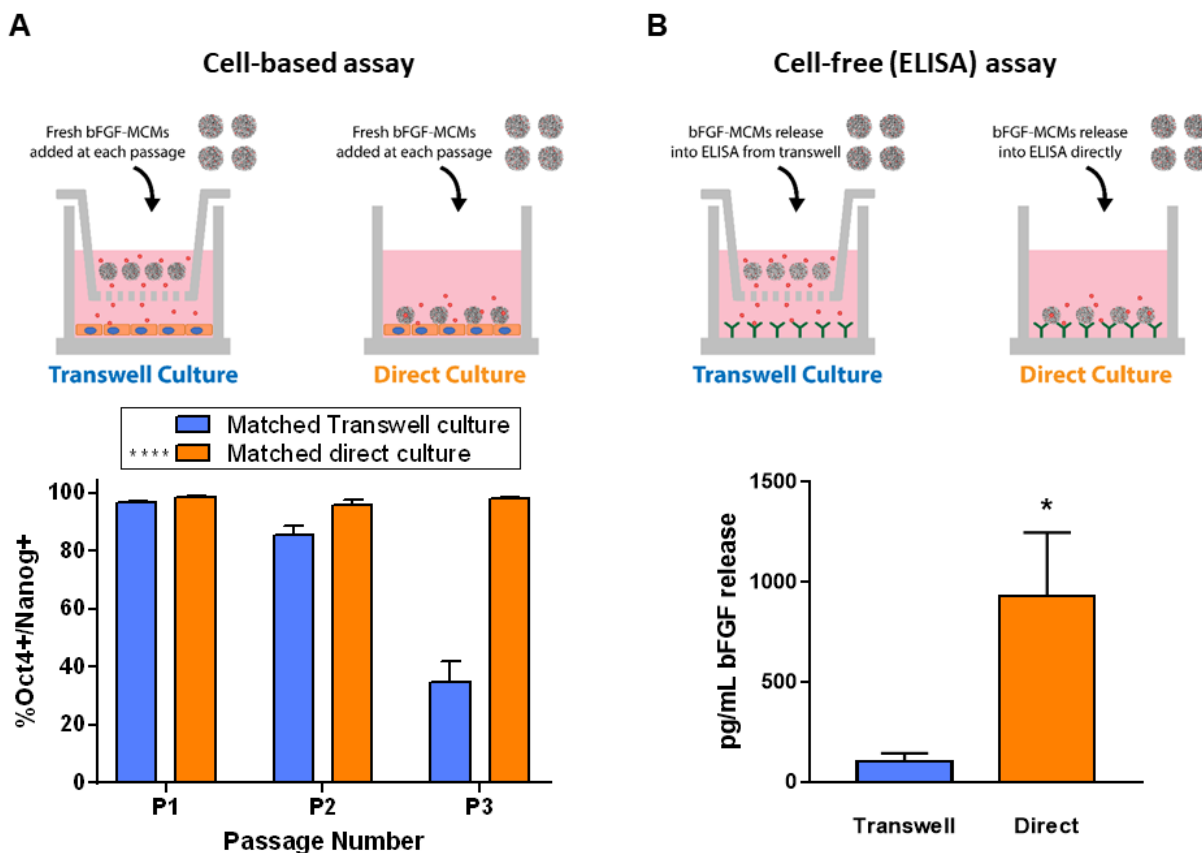 A
Cell-based assay
Fresh bFGF-MCMs
added at each passage
Fresh bFGF-MCMs
added at each passage
Transwell Culture
Direct Culture
Matched Transwell culture
**** Matched direct culture
%Oct4+/Nanog+
100
80
60
40
20
0
P1 P2 P3
Passage Number
B
Cell-free (ELISA) assay
bFGF-MCMs release
into ELISA from transwell
bFGF-MCMs release
into ELISA directly
Transwell Culture
Direct Culture
pg/mL bFGF release
1500
1000
500
0
*
Transwell Direct